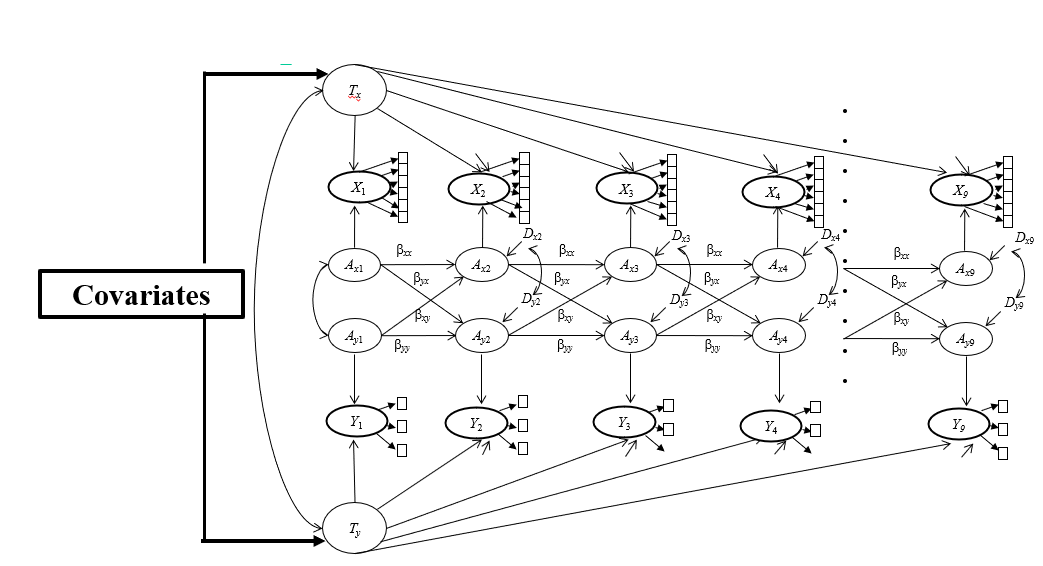 Tx
X1 X2 X3 X4 X9
Dx2 Dx3 Dx4 Dx9
βxx βxx βxx βxx
Ax1 Ax2 Ax3 Ax4 Ax9
βyx βyx βyx βyx
Covariates
Dy2 Dy3 Dy4 Dy9
βxy βxy βxy βxy
Ay1 Ay2 Ay3 Ay4 Ay9
βyy βyy βyy βyy
Y1 Y2 Y3 Y4 Y9
Ty